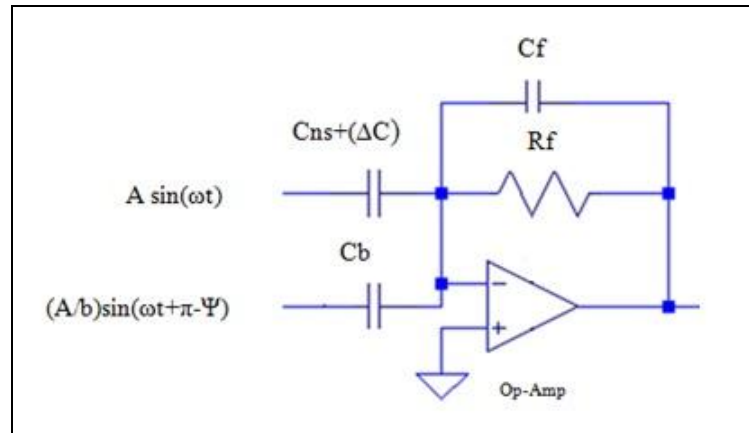 Cf
Cns+(ΔC)
Rf
A sin(ωt)
Cb
(A/b)sin(ωt+π-Ψ)
−
+
Op-Amp